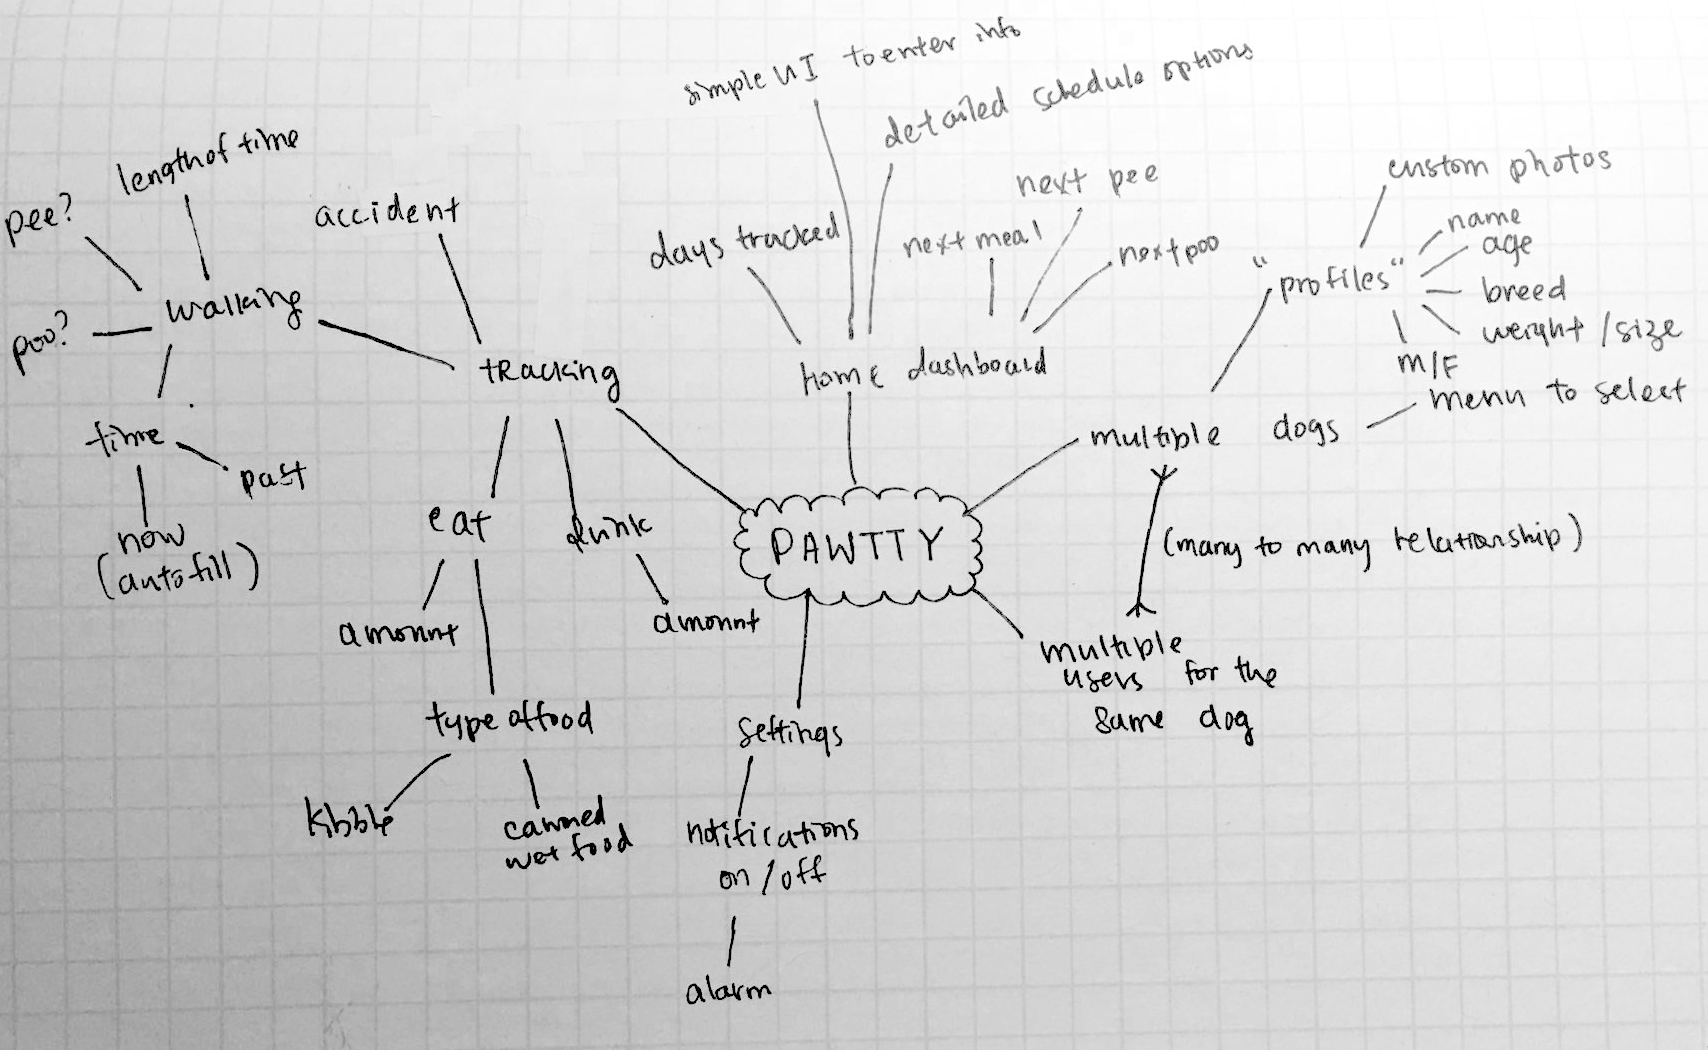 simple UI to enter into
detailed schedule options
length of time
accident
pee?
custom photos
next pee
days tracked
next meal
next poo
name
age
"profiles"
breed
walking
weight / size
poo?
m/F
tracking
home dashboard
menu to select
multiple dogs
time
past
eat
drink
now
(autofill)
PAWTTY
(many to many relationship)
amount
amount
multiple
users for the
same dog
type of food
settings
kibble
canned
wet food
notifications
on / off
alarm